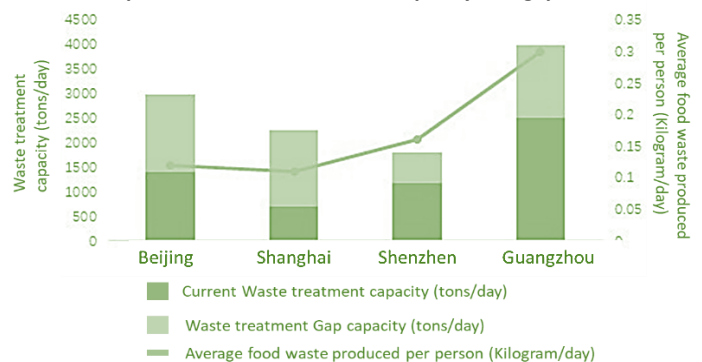 4500
4000
3500
3000
2500
2000
1500
1000
500
0
Waste treatment
capacity (tons/day)
0.35
0.3
0.25
0.2
0.15
0.1
0.05
Average food waste produced
per person (Kilogram/day)
Beijing Shanghai Shenzhen Guangzhou
Current Waste treatment capacity (tons/day)
Waste treatment Gap capacity (tons/day)
Average food waste produced per person (Kilogram/day)